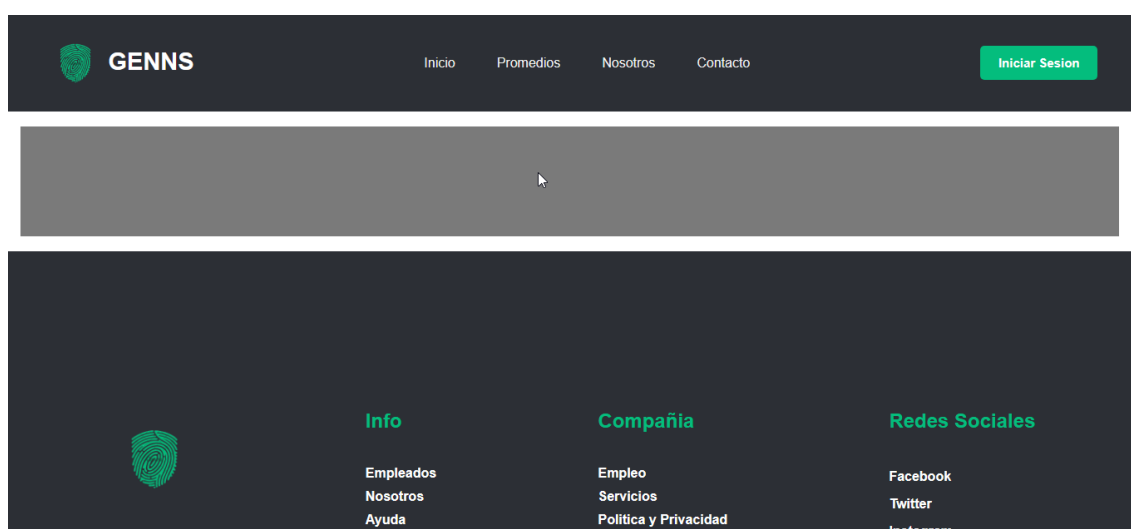 GENNS
Inicio Promedios Nosotros Contacto
Iniciar Sesion
Info
Empleados
Nosotros
Ayuda
Compañia
Empleo
Servicios
Politica y Privacidad
Redes Sociales
Facebook
Twitter
Instagram